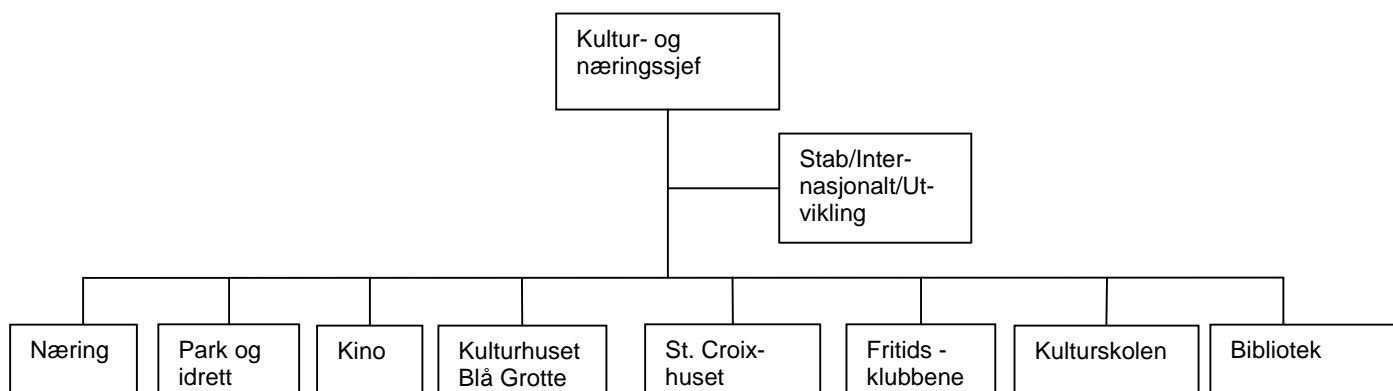 Kultur- og
næringssjef
Stab/Inter-
nasjonalt/Ut-
vikling
Næring
Park og
idrett
Kino
Kulturhuset
Blå Grotte
St. Croix-
huset
Fritids -
klubbene
Kulturskolen
Bibliotek